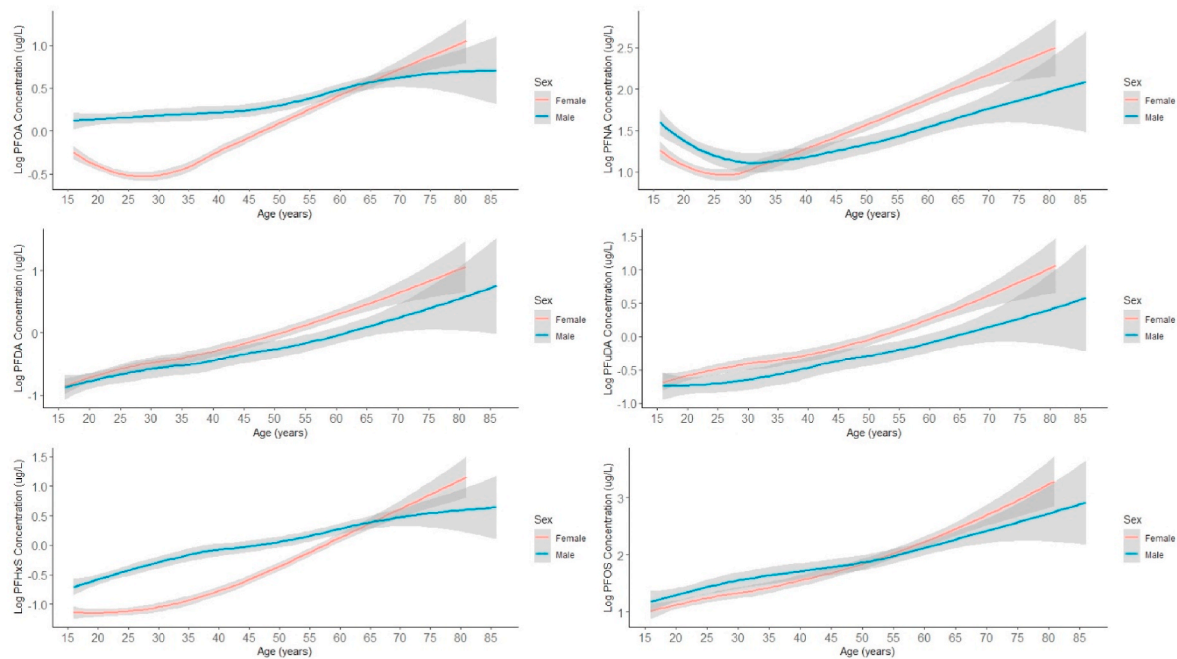 Log PFOA Concentration (ug/L)
1.0
0.5
0.0
-0.5
15 20 25 30 35 40 45 50 55 60 65 70 75 80 85
Age (years)
Sex
Female
Male
Log PFNA Concentration (ug/L)
2.5
2.0
1.5
1.0
15 20 25 30 35 40 45 50 55 60 65 70 75 80 85
Age (years)
Sex
Female
Male
Log PFDA Concentration (ug/L)
1
0
-1
15 20 25 30 35 40 45 50 55 60 65 70 75 80 85
Age (years)
Sex
Female
Male
Log PFuDA Concentration (ug/L)
1.5
1.0
0.5
0.0
-0.5
-1.0
15 20 25 30 35 40 45 50 55 60 65 70 75 80 85
Age (years)
Sex
Female
Male
Log PFHxS Concentration (ug/L)
1.5
1.0
0.5
0.0
-0.5
-1.0
15 20 25 30 35 40 45 50 55 60 65 70 75 80 85
Age (years)
Sex
Female
Male
Log PFOS Concentration (ug/L)
3
2
1
15 20 25 30 35 40 45 50 55 60 65 70 75 80 85
Age (years)
Sex
Female
Male